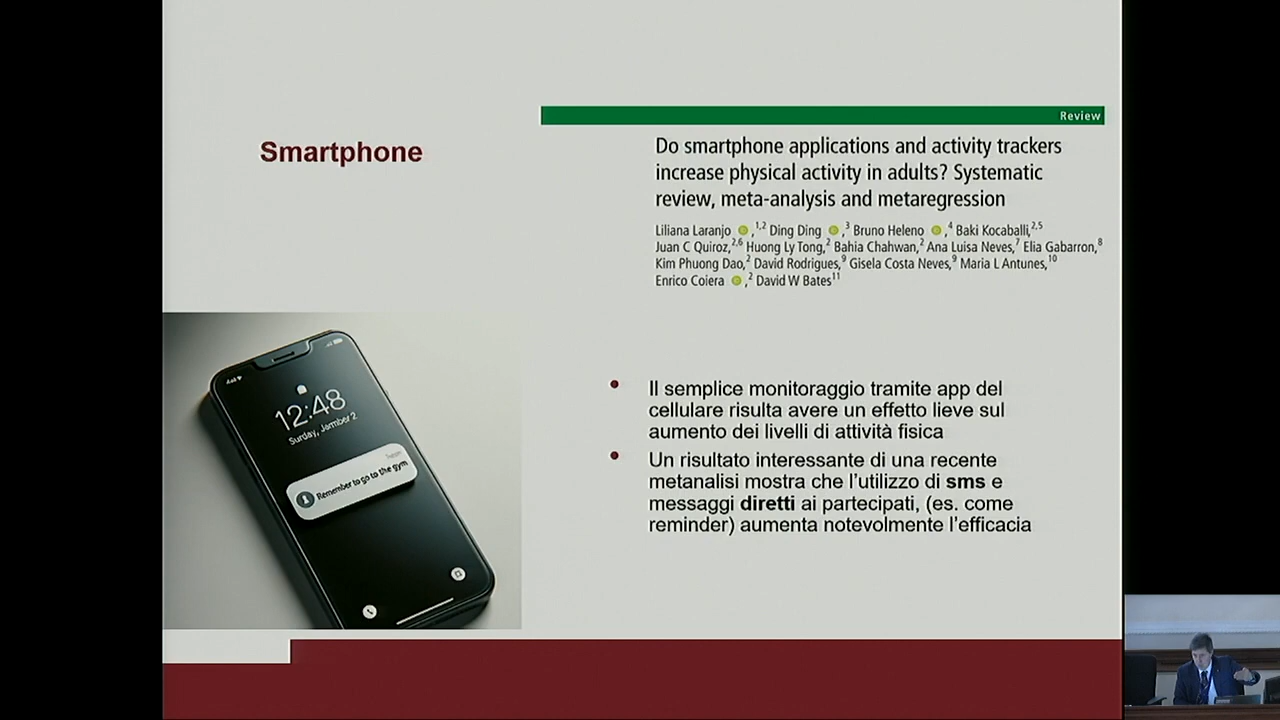 Review
Smartphone
Do smartphone applications and activity trackers
increase physical activity in adults? Systematic
review, meta-analysis and metaregression
Liliana Laranjo ,1,2 Ding Ding ,3 Bruno Heleno ,4 Baki Kocaballi,2,5
Juan C Quiroz,2,6 Huong Ly Tong,2 Bahia Chahwan,2 Ana Luisa Neves,7 Elia Gabarron,8
Kim Phuong Dao,2 David Rodrigues,9 Gisela Costa Neves,9 Maria L Antunes,10
Enrico Coiera ,2 David W Bates11
12:48
Surday, Jomber 2
Remember to go to the gym
• Il semplice monitoraggio tramite app del
cellulare risulta avere un effetto lieve sul
aumento dei livelli di attività fisica
• Un risultato interessante di una recente
metanalisi mostra che l'utilizzo di sms e
messaggi diretti ai partecipati, (es. come
reminder) aumenta notevolmente l'efficacia